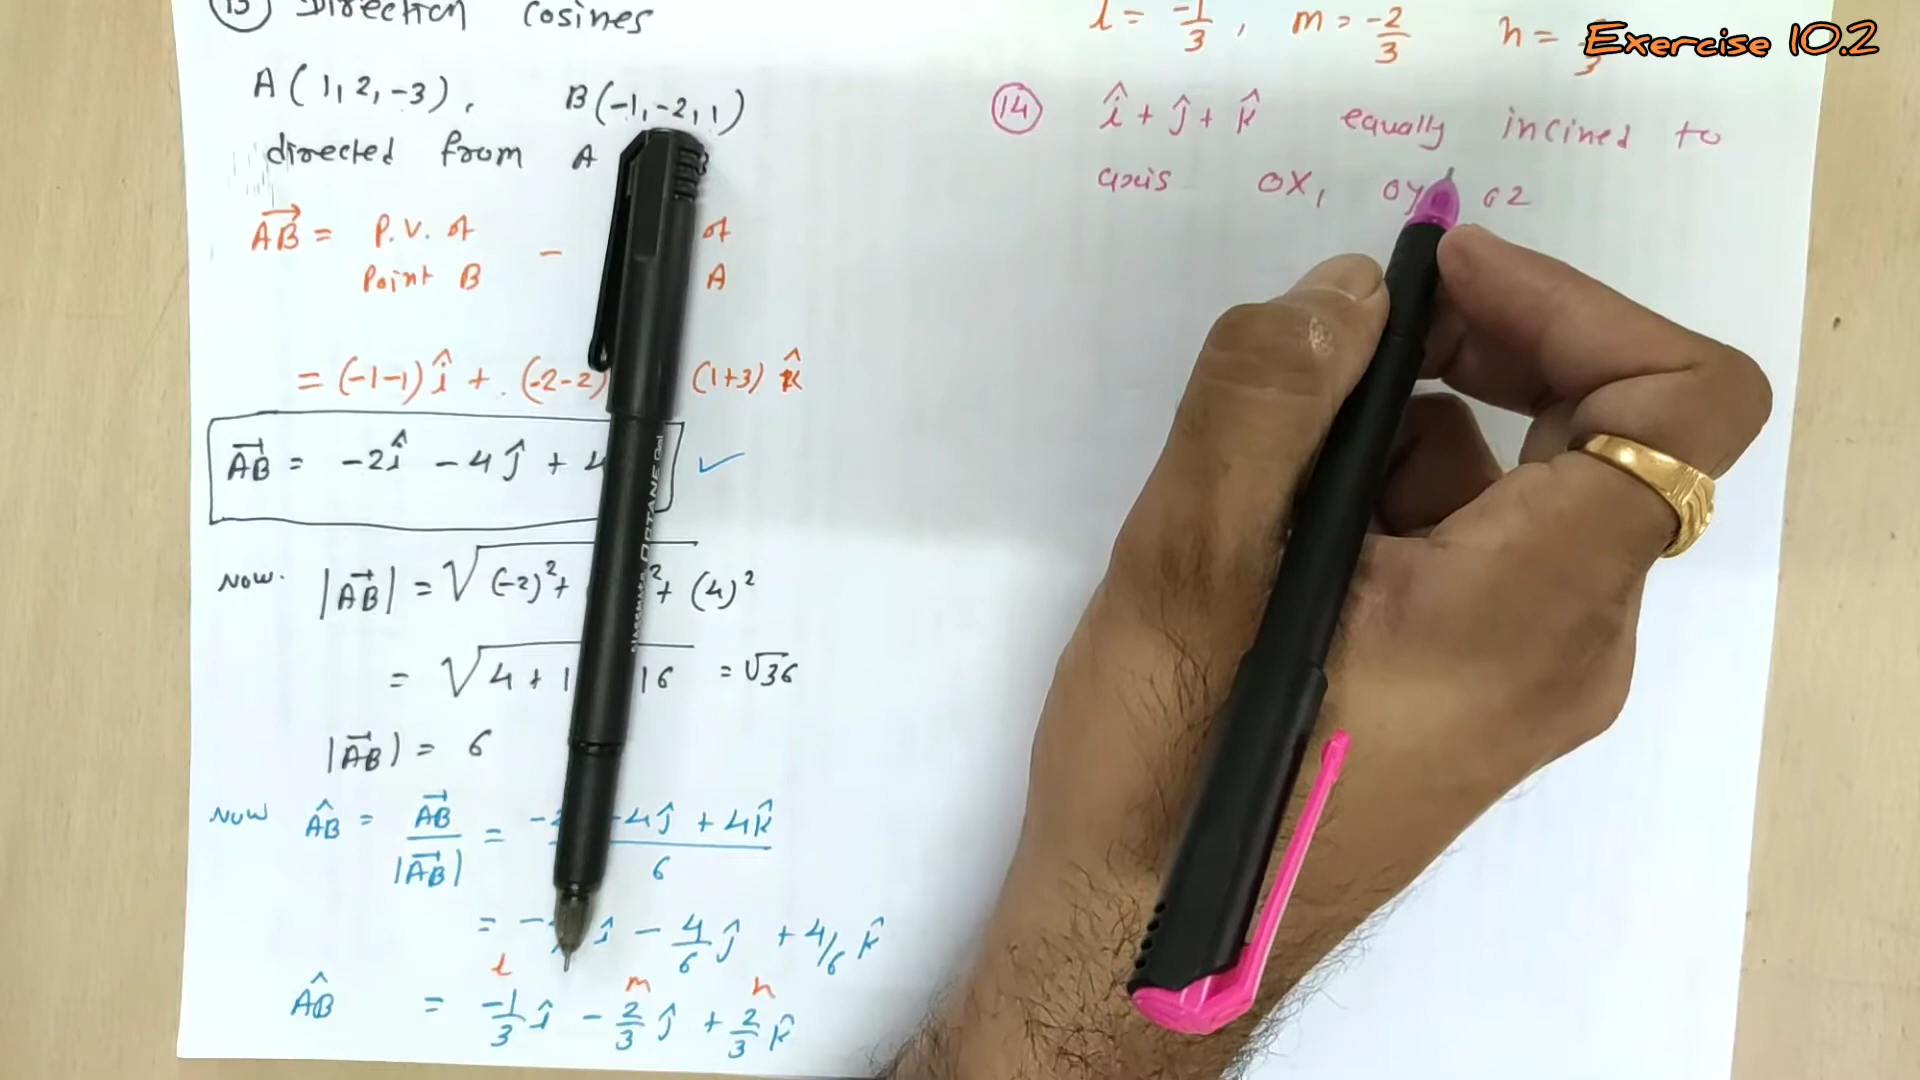 13 Direction Cosines
A(1, 2, -3), B(-1, -2, 1)
directed from A
AB = P.V. of - of
Point B A
= (-1-1)î + (-2-2) (1+3) k̂
AB = -2î - 4ĵ + 4 ✓
Now. |AB| = √(-2)² + ² + (4)²
= √4 + 1 16 = √36
|AB| = 6
Now ÂB = AB/|AB| = - -4ĵ + 4k̂ / 6
= - î - 4/6 ĵ + 4/6 k̂
l m n
ÂB = -1/3 î - 2/3 ĵ + 2/3 k̂
l = -1/3, m = -2/3 n = /3
Exercise 10.2
14 î + ĵ + k̂ equally incined to
axis OX, OY OZ